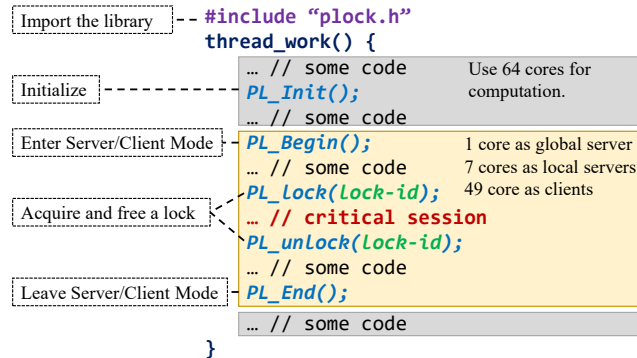 Import the library
#include “plock.h”
thread_work() {
… // some code
Use 64 cores for
computation.
Initialize
PL_Init();
… // some code
Enter Server/Client Mode
PL_Begin();
1 core as global server
… // some code
7 cores as local servers
PL_lock(lock-id);
49 core as clients
Acquire and free a lock
… // critical session
PL_unlock(lock-id);
… // some code
Leave Server/Client Mode
PL_End();
… // some code
}